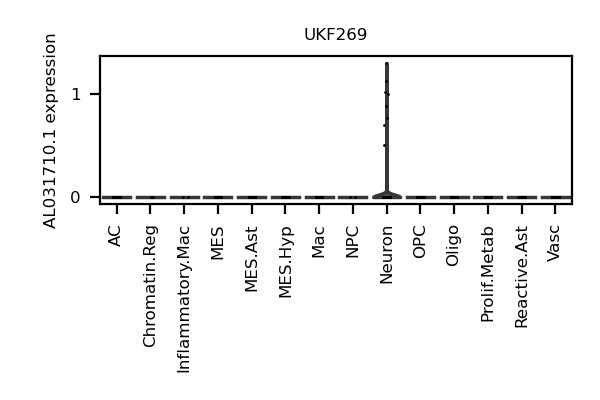 UKF269
AL031710.1 expression
1
0
AC
Chromatin.Reg
Inflammatory.Mac
MES
MES.Ast
MES.Hyp
Mac
NPC
Neuron
OPC
Oligo
Prolif.Metab
Reactive.Ast
Vasc